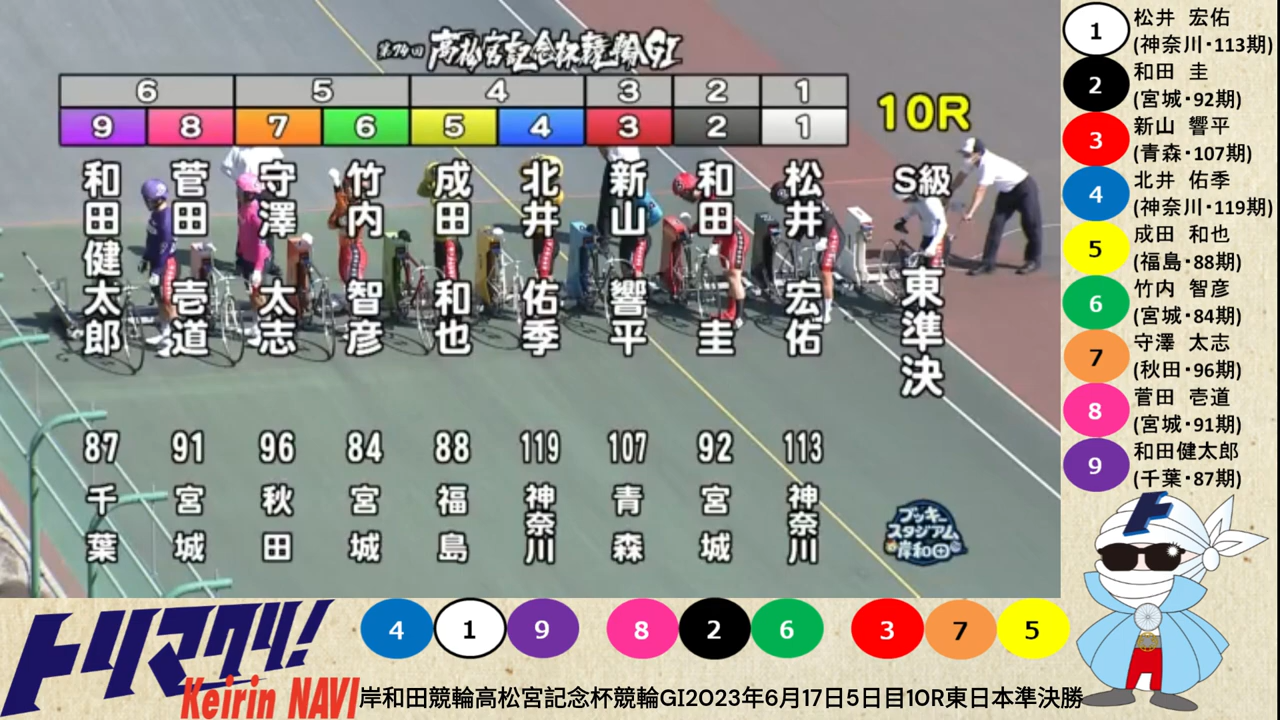 第74回 高松宮記念杯競輪GI
6 5 4 3 2 1
9 8 7 6 5 4 3 2 1
10R
S級
東準決
和田健太郎 菅田壱道 守澤太志 竹内智彦 成田和也 北井佑季 新山響平 和田圭 松井宏佑
87 91 96 84 88 119 107 92 113
千葉 宮城 秋田 宮城 福島 神奈川 青森 宮城 神奈川
ブッキースタジアム岸和田
1 松井 宏佑
(神奈川・113期)
2 和田 圭
(宮城・92期)
3 新山 響平
(青森・107期)
4 北井 佑季
(神奈川・119期)
5 成田 和也
(福島・88期)
6 竹内 智彦
(宮城・84期)
7 守澤 太志
(秋田・96期)
8 菅田 壱道
(宮城・91期)
9 和田健太郎
(千葉・87期)
トリマクリ!
Keirin NAVI
4 1 9 8 2 6 3 7 5
岸和田競輪高松宮記念杯競輪GI2023年6月17日5日目10R東日本準決勝